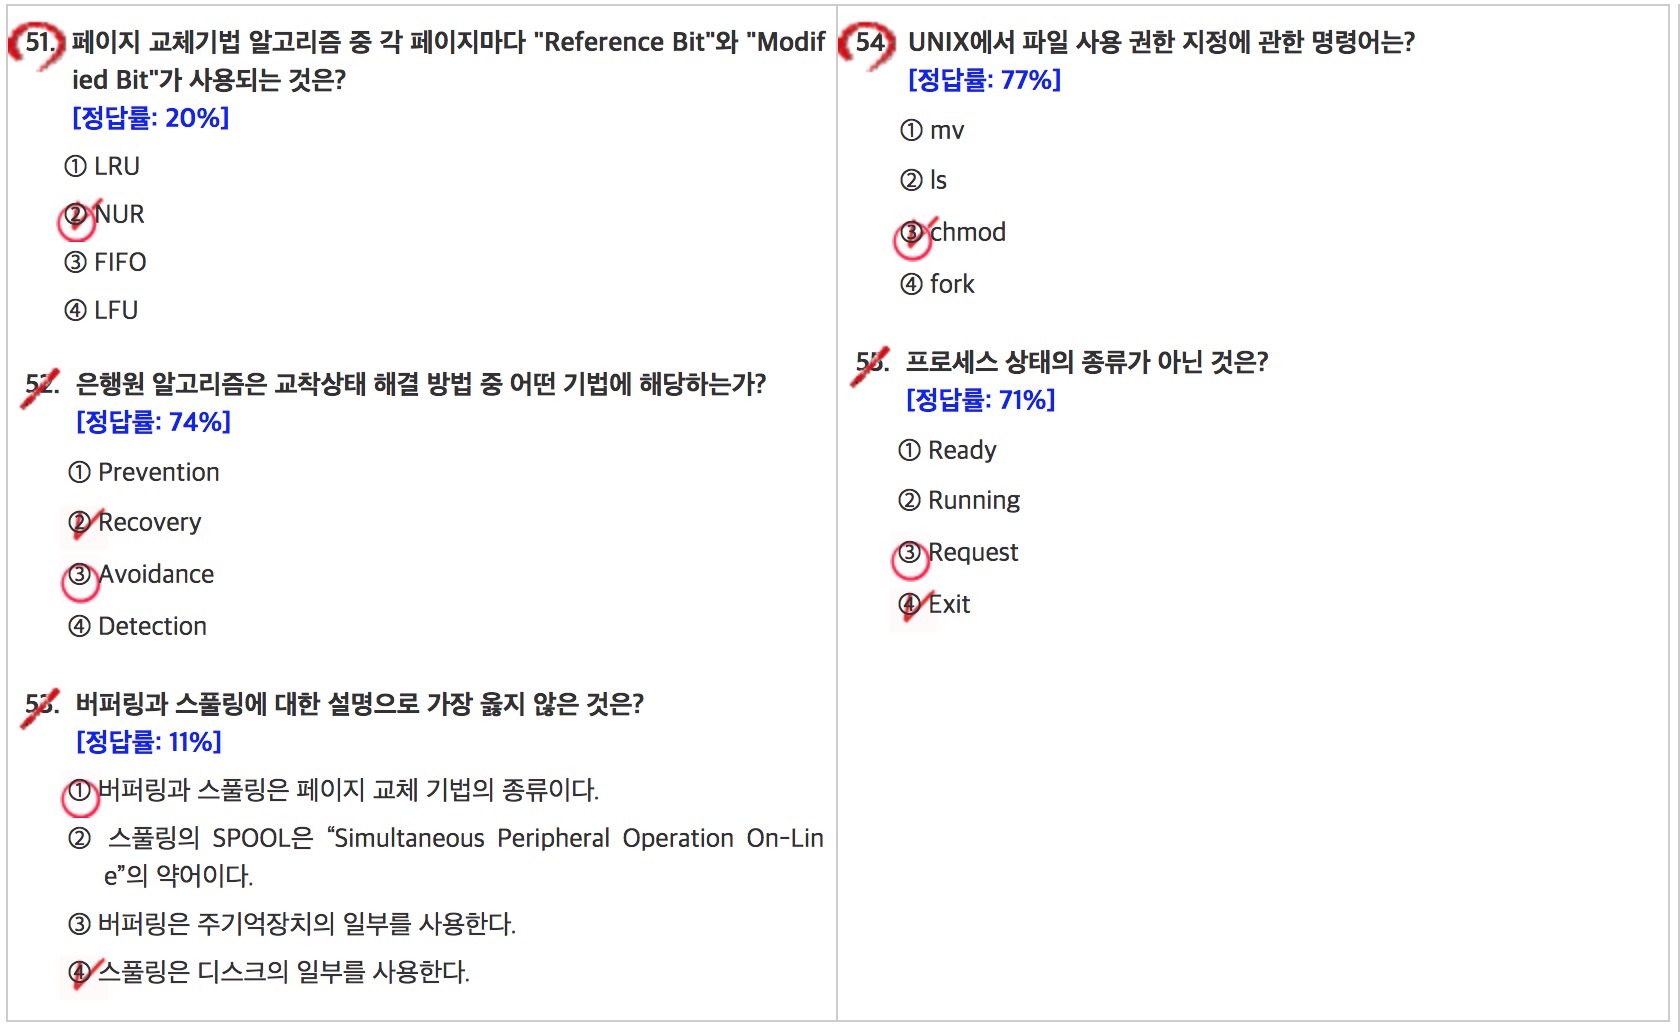 51. 페이지 교체기법 알고리즘 중 각 페이지마다 "Reference Bit"와 "Modif
ied Bit"가 사용되는 것은?
[정답률: 20%]
① LRU
② NUR
③ FIFO
④ LFU
52. 은행원 알고리즘은 교착상태 해결 방법 중 어떤 기법에 해당하는가?
[정답률: 74%]
① Prevention
② Recovery
③ Avoidance
④ Detection
53. 버퍼링과 스풀링에 대한 설명으로 가장 옳지 않은 것은?
[정답률: 11%]
① 버퍼링과 스풀링은 페이지 교체 기법의 종류이다.
② 스풀링의 SPOOL은 “Simultaneous Peripheral Operation On-Lin
e”의 약어이다.
③ 버퍼링은 주기억장치의 일부를 사용한다.
④ 스풀링은 디스크의 일부를 사용한다.
54. UNIX에서 파일 사용 권한 지정에 관한 명령어는?
[정답률: 77%]
① mv
② ls
③ chmod
④ fork
55. 프로세스 상태의 종류가 아닌 것은?
[정답률: 71%]
① Ready
② Running
③ Request
④ Exit